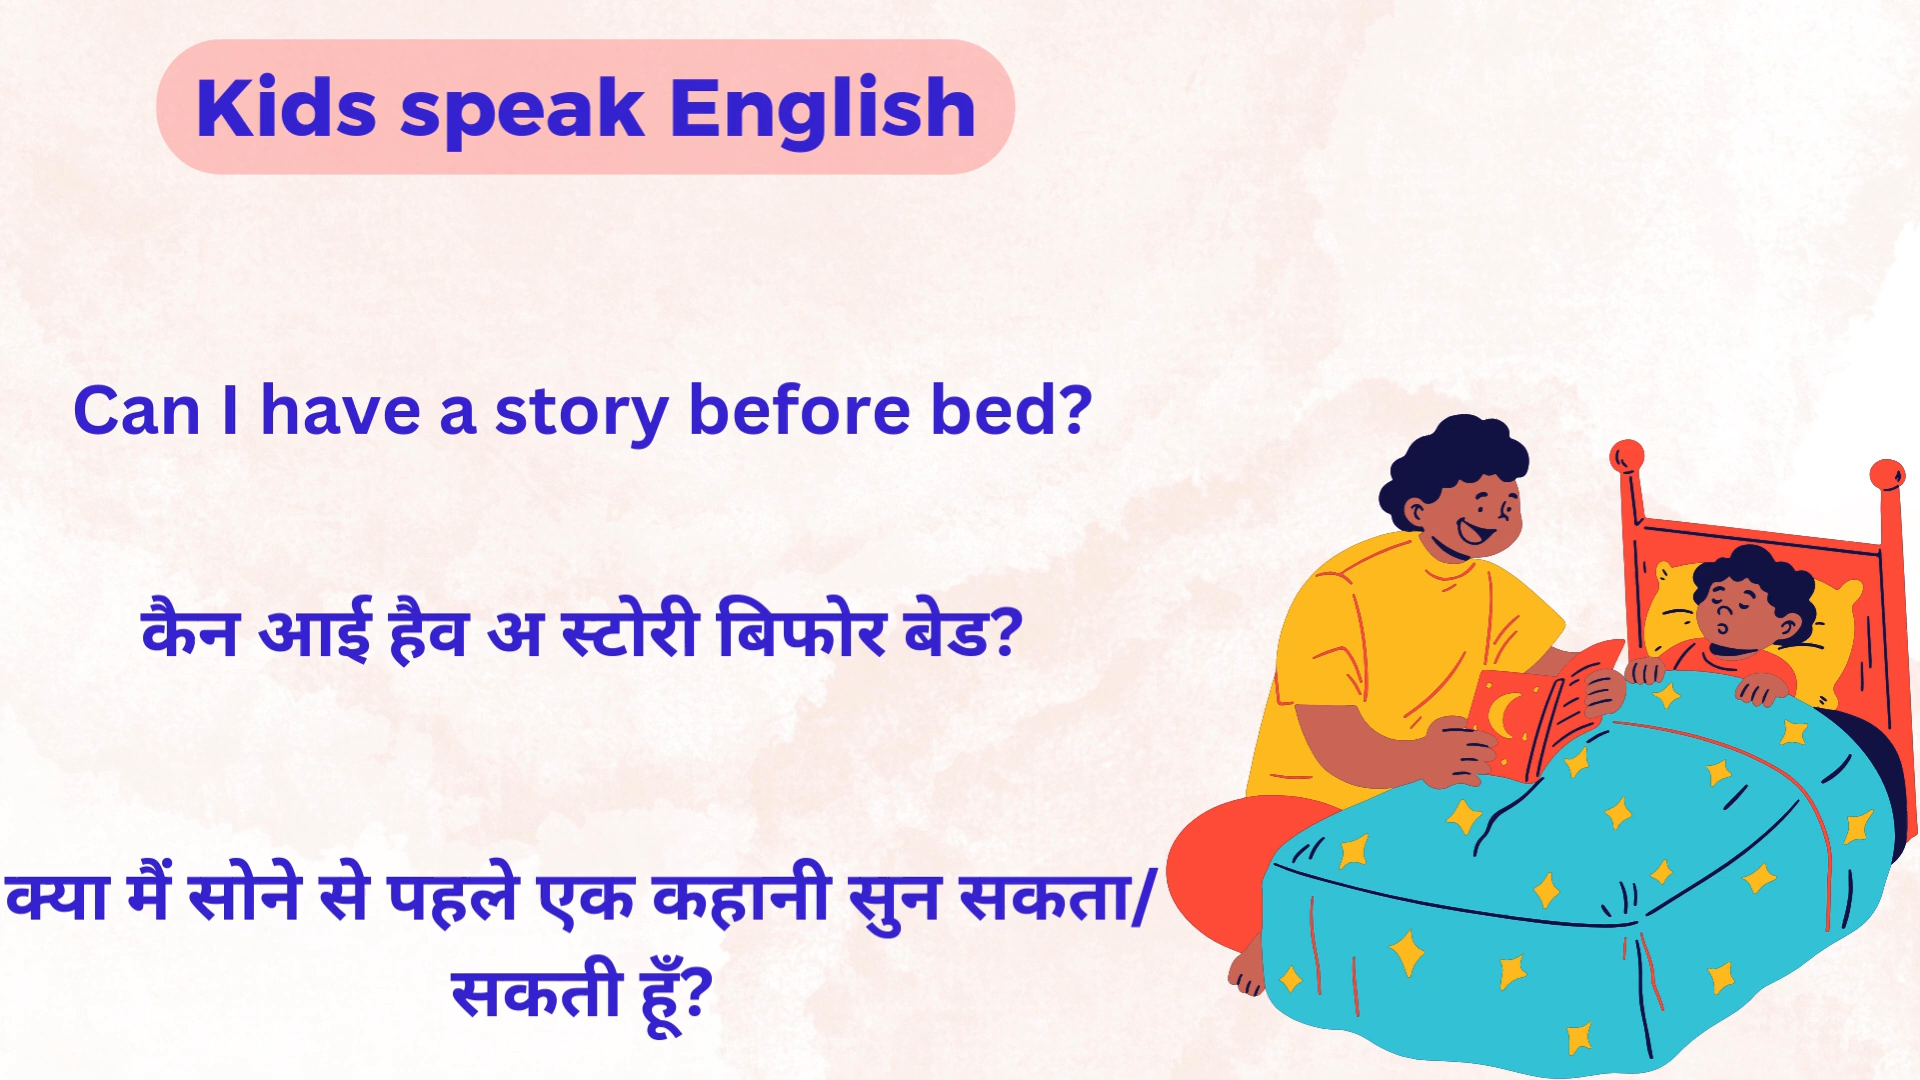 Kids speak English
Can I have a story before bed?
कैन आई हैव अ स्टोरी बिफोर बेड?
क्या मैं सोने से पहले एक कहानी सुन सकता/
सकती हूँ?